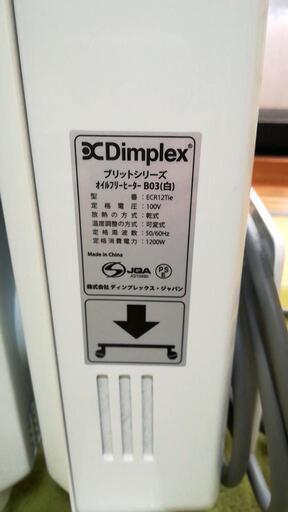 Dimplex®
ブリットシリーズ
オイルフリーヒーター B03(白)
型番：ECR12Tie
定格電圧：100V
放熱の方式：乾式
温度調整の方式：可変式
定格周波数：50/60Hz
定格消費電力：1200W
Made in China
JQA
PS E
株式会社ディンプレックス・ジャパン